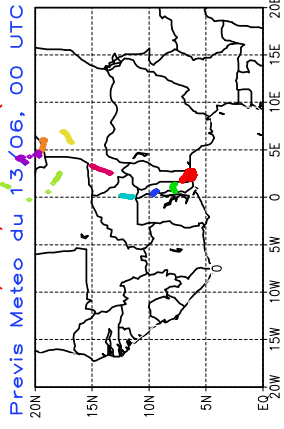 Previs Meteo du 13/06, 00 UTC
20E
15E
10E
5E
0
5W
10W
15W
20W
20N
15N
10N
5N
EQ
0